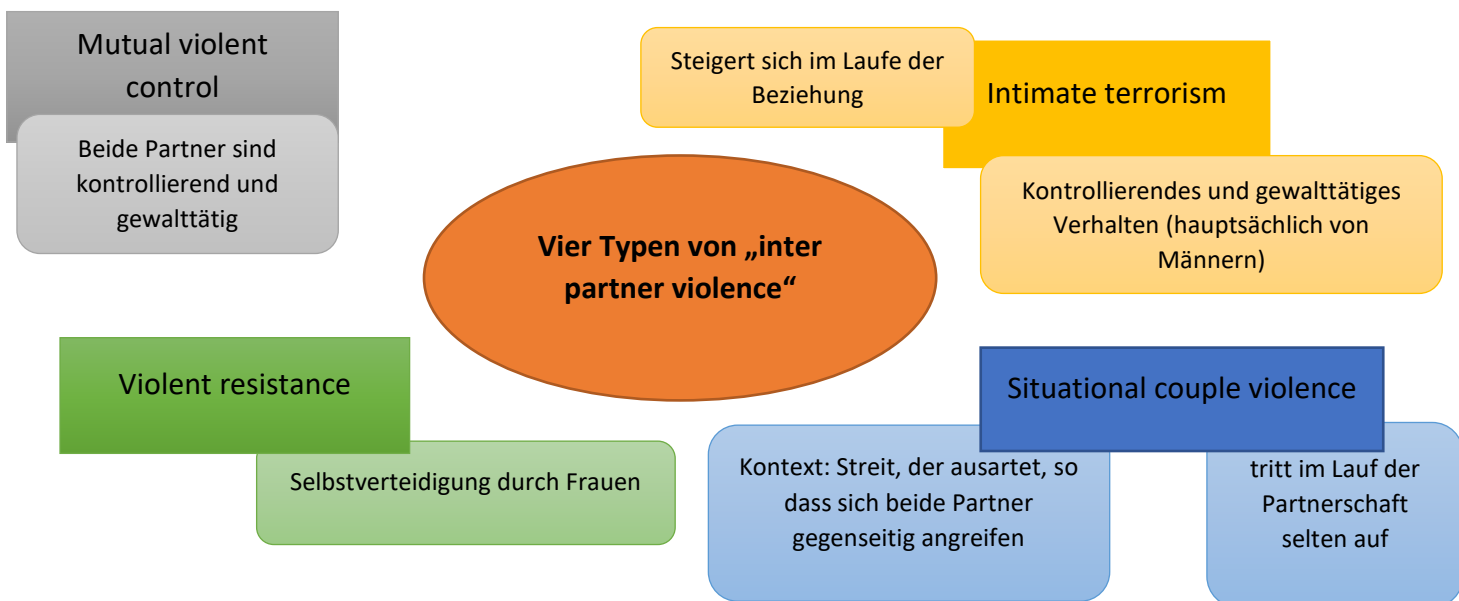 Mutual violent
control
Beide Partner sind
kontrollierend und
gewalttätig
Steigert sich im Laufe der
Beziehung
Intimate terrorism
Kontrollierendes und gewalttätiges
Verhalten (hauptsächlich von
Männern)
Vier Typen von „inter
partner violence“
Violent resistance
Selbstverteidigung durch Frauen
Situational couple violence
Kontext: Streit, der ausartet, so
dass sich beide Partner
gegenseitig angreifen
tritt im Lauf der
Partnerschaft
selten auf